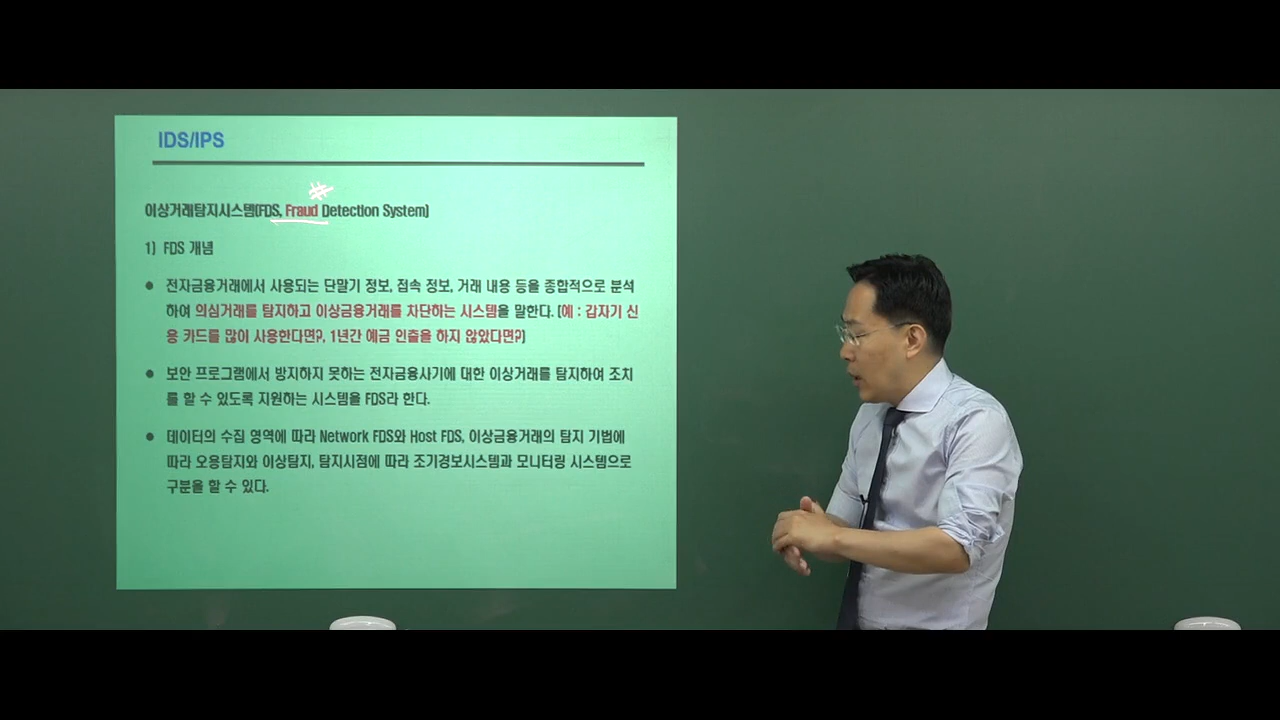 IDS/IPS
이상거래탐지시스템(FDS, Fraud Detection System)
1) FDS 개념
● 전자금융거래에서 사용되는 단말기 정보, 접속 정보, 거래 내용 등을 종합적으로 분석
하여 의심거래를 탐지하고 이상금융거래를 차단하는 시스템을 말한다. (예 : 갑자기 신
용 카드를 많이 사용한다면?, 1년간 예금 인출을 하지 않았다면?)
● 보안 프로그램에서 방지하지 못하는 전자금융사기에 대한 이상거래를 탐지하여 조치
를 할 수 있도록 지원하는 시스템을 FDS라 한다.
● 데이터의 수집 영역에 따라 Network FDS와 Host FDS, 이상금융거래의 탐지 기법에
따라 오용탐지와 이상탐지, 탐지시점에 따라 조기경보시스템과 모니터링 시스템으로
구분을 할 수 있다.